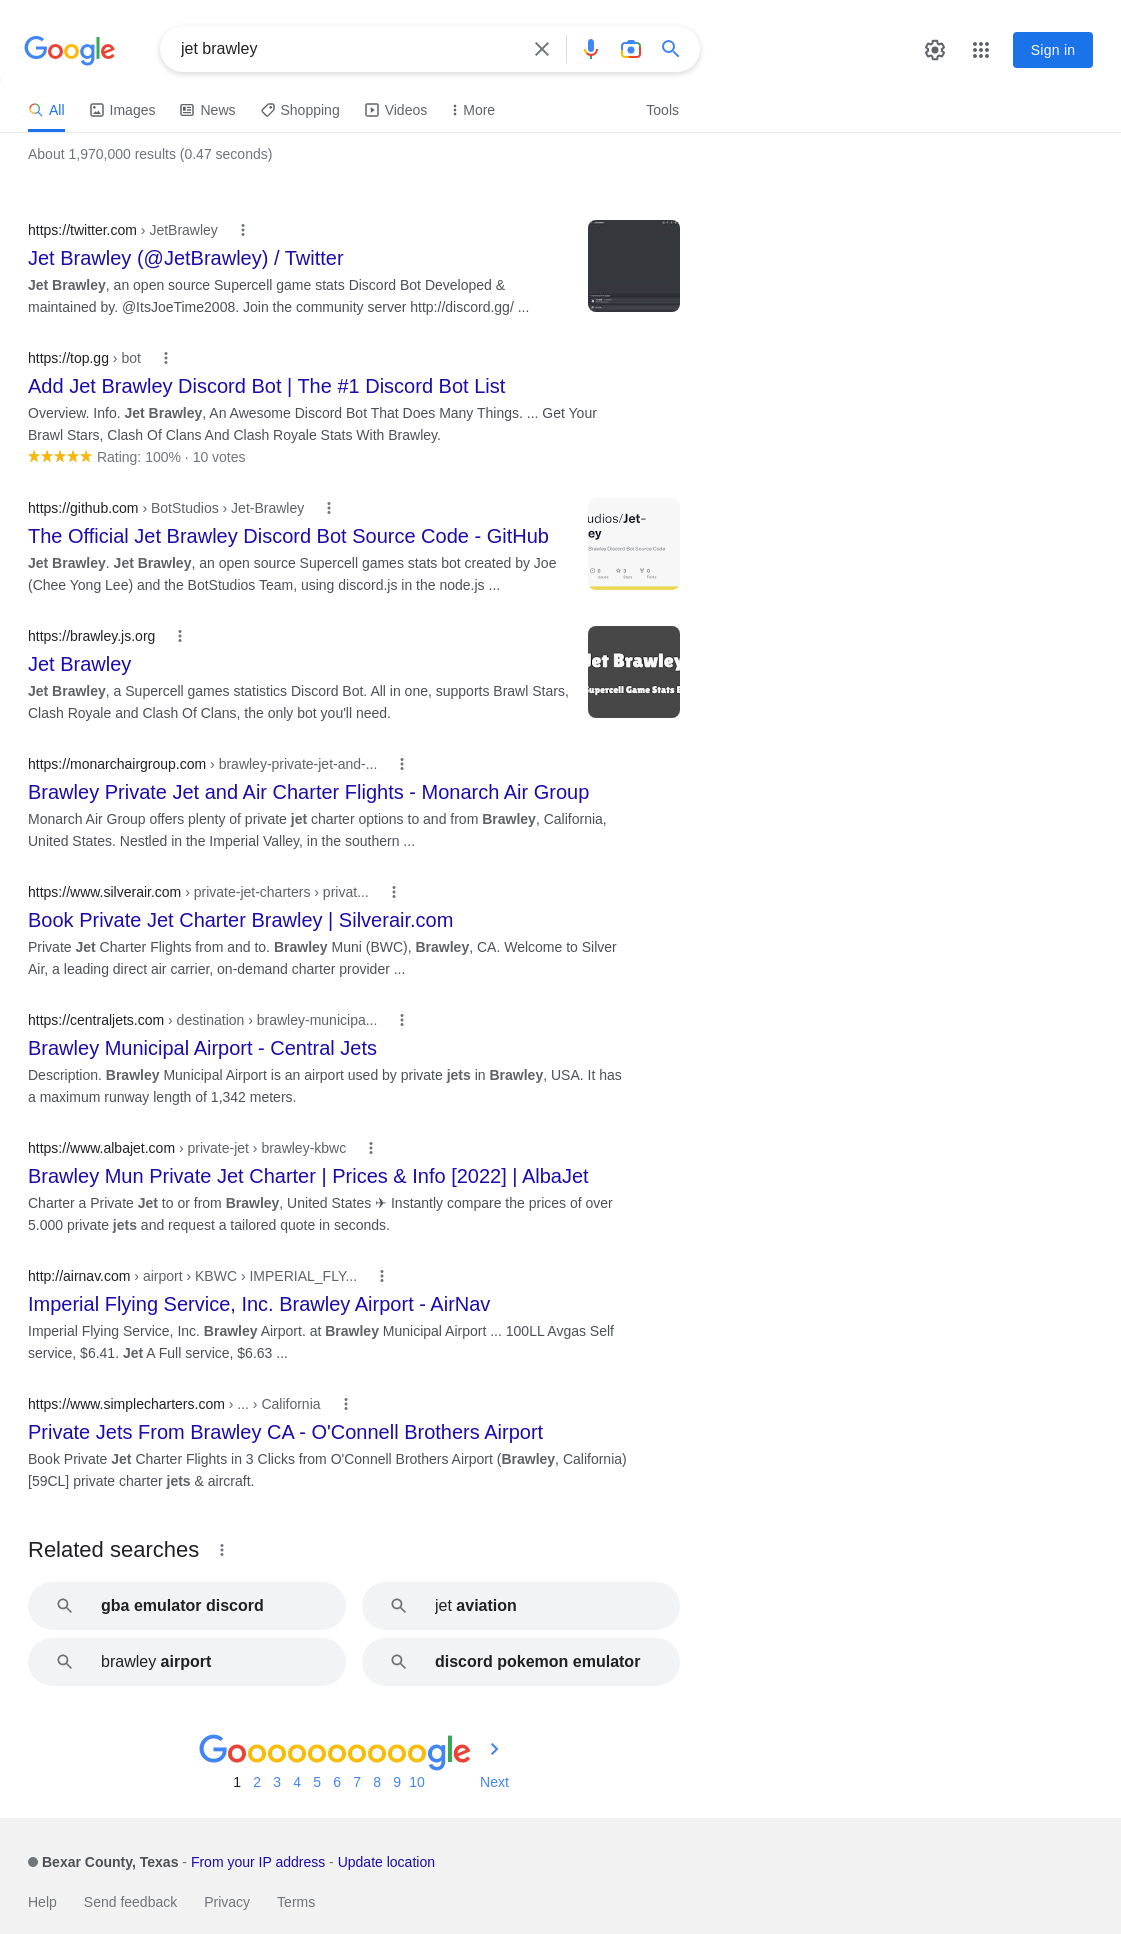 Google
jet brawley
Sign in
All Images News Shopping Videos More Tools
About 1,970,000 results (0.47 seconds)
https://twitter.com › JetBrawley
Jet Brawley (@JetBrawley) / Twitter
Jet Brawley, an open source Supercell game stats Discord Bot Developed &
maintained by. @ItsJoeTime2008. Join the community server http://discord.gg/ ...
https://top.gg › bot
Add Jet Brawley Discord Bot | The #1 Discord Bot List
Overview. Info. Jet Brawley, An Awesome Discord Bot That Does Many Things. ... Get Your
Brawl Stars, Clash Of Clans And Clash Royale Stats With Brawley.
Rating: 100% · 10 votes
https://github.com › BotStudios › Jet-Brawley
The Official Jet Brawley Discord Bot Source Code - GitHub
Jet Brawley. Jet Brawley, an open source Supercell games stats bot created by Joe
(Chee Yong Lee) and the BotStudios Team, using discord.js in the node.js ...
udios/Jet-
ey
Brawley Discord Bot Source Code
0 3 0
Issues Stars Forks
https://brawley.js.org
Jet Brawley
Jet Brawley, a Supercell games statistics Discord Bot. All in one, supports Brawl Stars,
Clash Royale and Clash Of Clans, the only bot you'll need.
Jet Brawley
Supercell Game Stats B
https://monarchairgroup.com › brawley-private-jet-and-...
Brawley Private Jet and Air Charter Flights - Monarch Air Group
Monarch Air Group offers plenty of private jet charter options to and from Brawley, California,
United States. Nestled in the Imperial Valley, in the southern ...
https://www.silverair.com › private-jet-charters › privat...
Book Private Jet Charter Brawley | Silverair.com
Private Jet Charter Flights from and to. Brawley Muni (BWC), Brawley, CA. Welcome to Silver
Air, a leading direct air carrier, on-demand charter provider ...
https://centraljets.com › destination › brawley-municipa...
Brawley Municipal Airport - Central Jets
Description. Brawley Municipal Airport is an airport used by private jets in Brawley, USA. It has
a maximum runway length of 1,342 meters.
https://www.albajet.com › private-jet › brawley-kbwc
Brawley Mun Private Jet Charter | Prices & Info [2022] | AlbaJet
Charter a Private Jet to or from Brawley, United States ✈ Instantly compare the prices of over
5.000 private jets and request a tailored quote in seconds.
http://airnav.com › airport › KBWC › IMPERIAL_FLY...
Imperial Flying Service, Inc. Brawley Airport - AirNav
Imperial Flying Service, Inc. Brawley Airport. at Brawley Municipal Airport ... 100LL Avgas Self
service, $6.41. Jet A Full service, $6.63 ...
https://www.simplecharters.com › ... › California
Private Jets From Brawley CA - O'Connell Brothers Airport
Book Private Jet Charter Flights in 3 Clicks from O'Connell Brothers Airport (Brawley, California)
[59CL] private charter jets & aircraft.
Related searches
gba emulator discord
jet aviation
brawley airport
discord pokemon emulator
Goooooooooogle
1 2 3 4 5 6 7 8 9 10 Next
Bexar County, Texas - From your IP address - Update location
Help Send feedback Privacy Terms